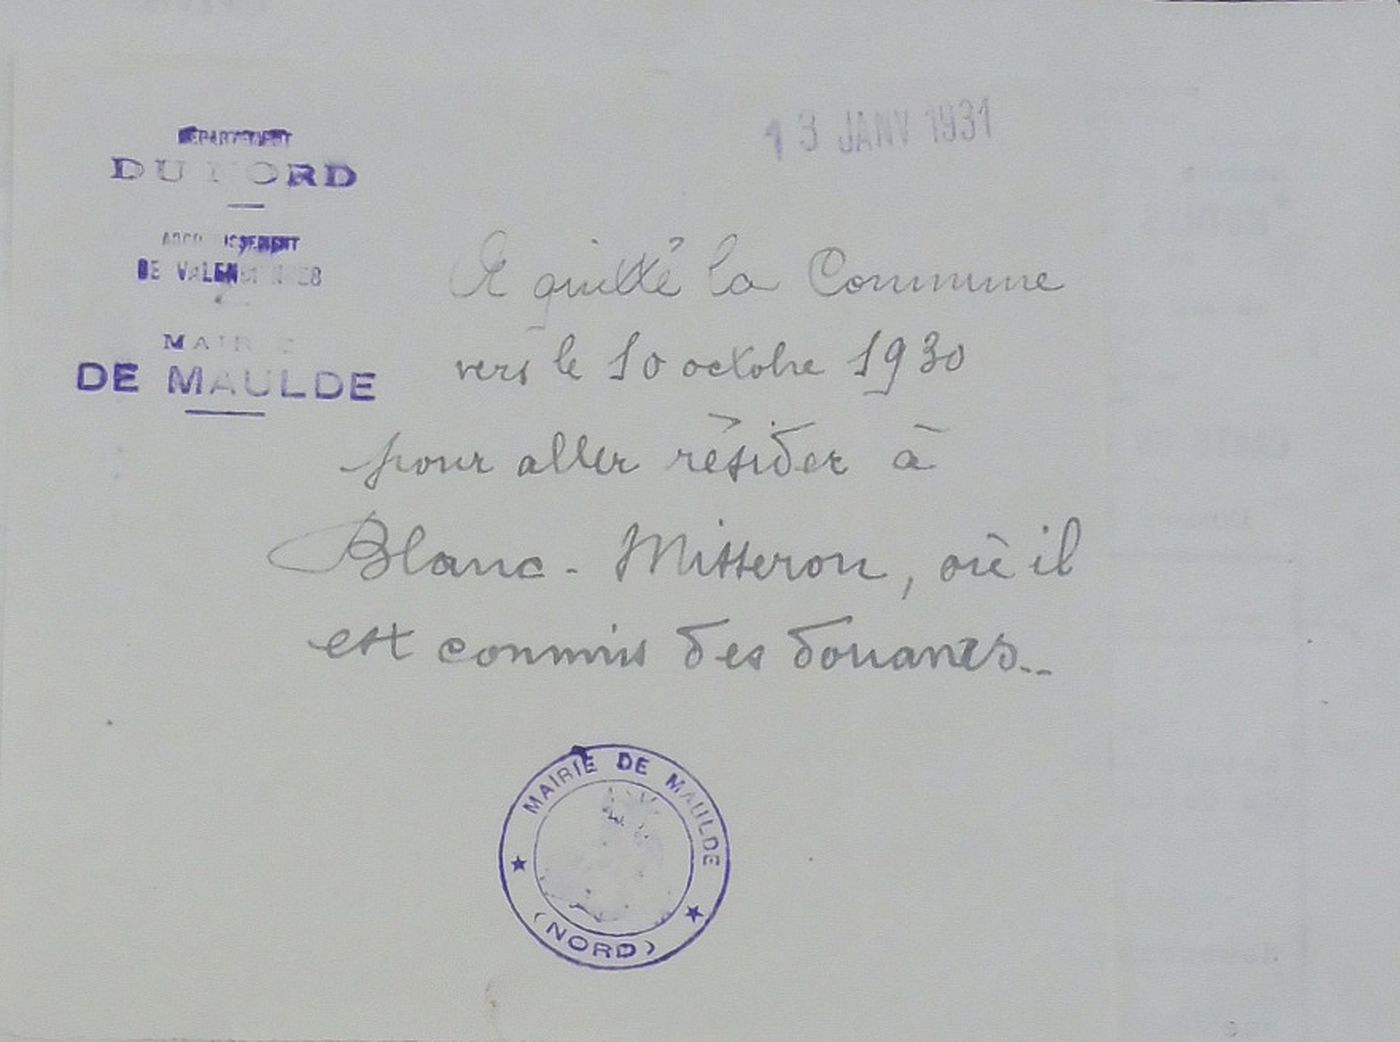 DÉPARTEMENT
DU NORD
ARRONDISSEMENT
DE VALENCIENNES
MAIRIE
DE MAULDE
13 JANV 1931
A quitté la Commune
vers le 10 octobre 1930
pour aller résider à
Blanc-Misseron, où il
est commis des douanes..
MAIRIE DE MAULDE
(NORD)